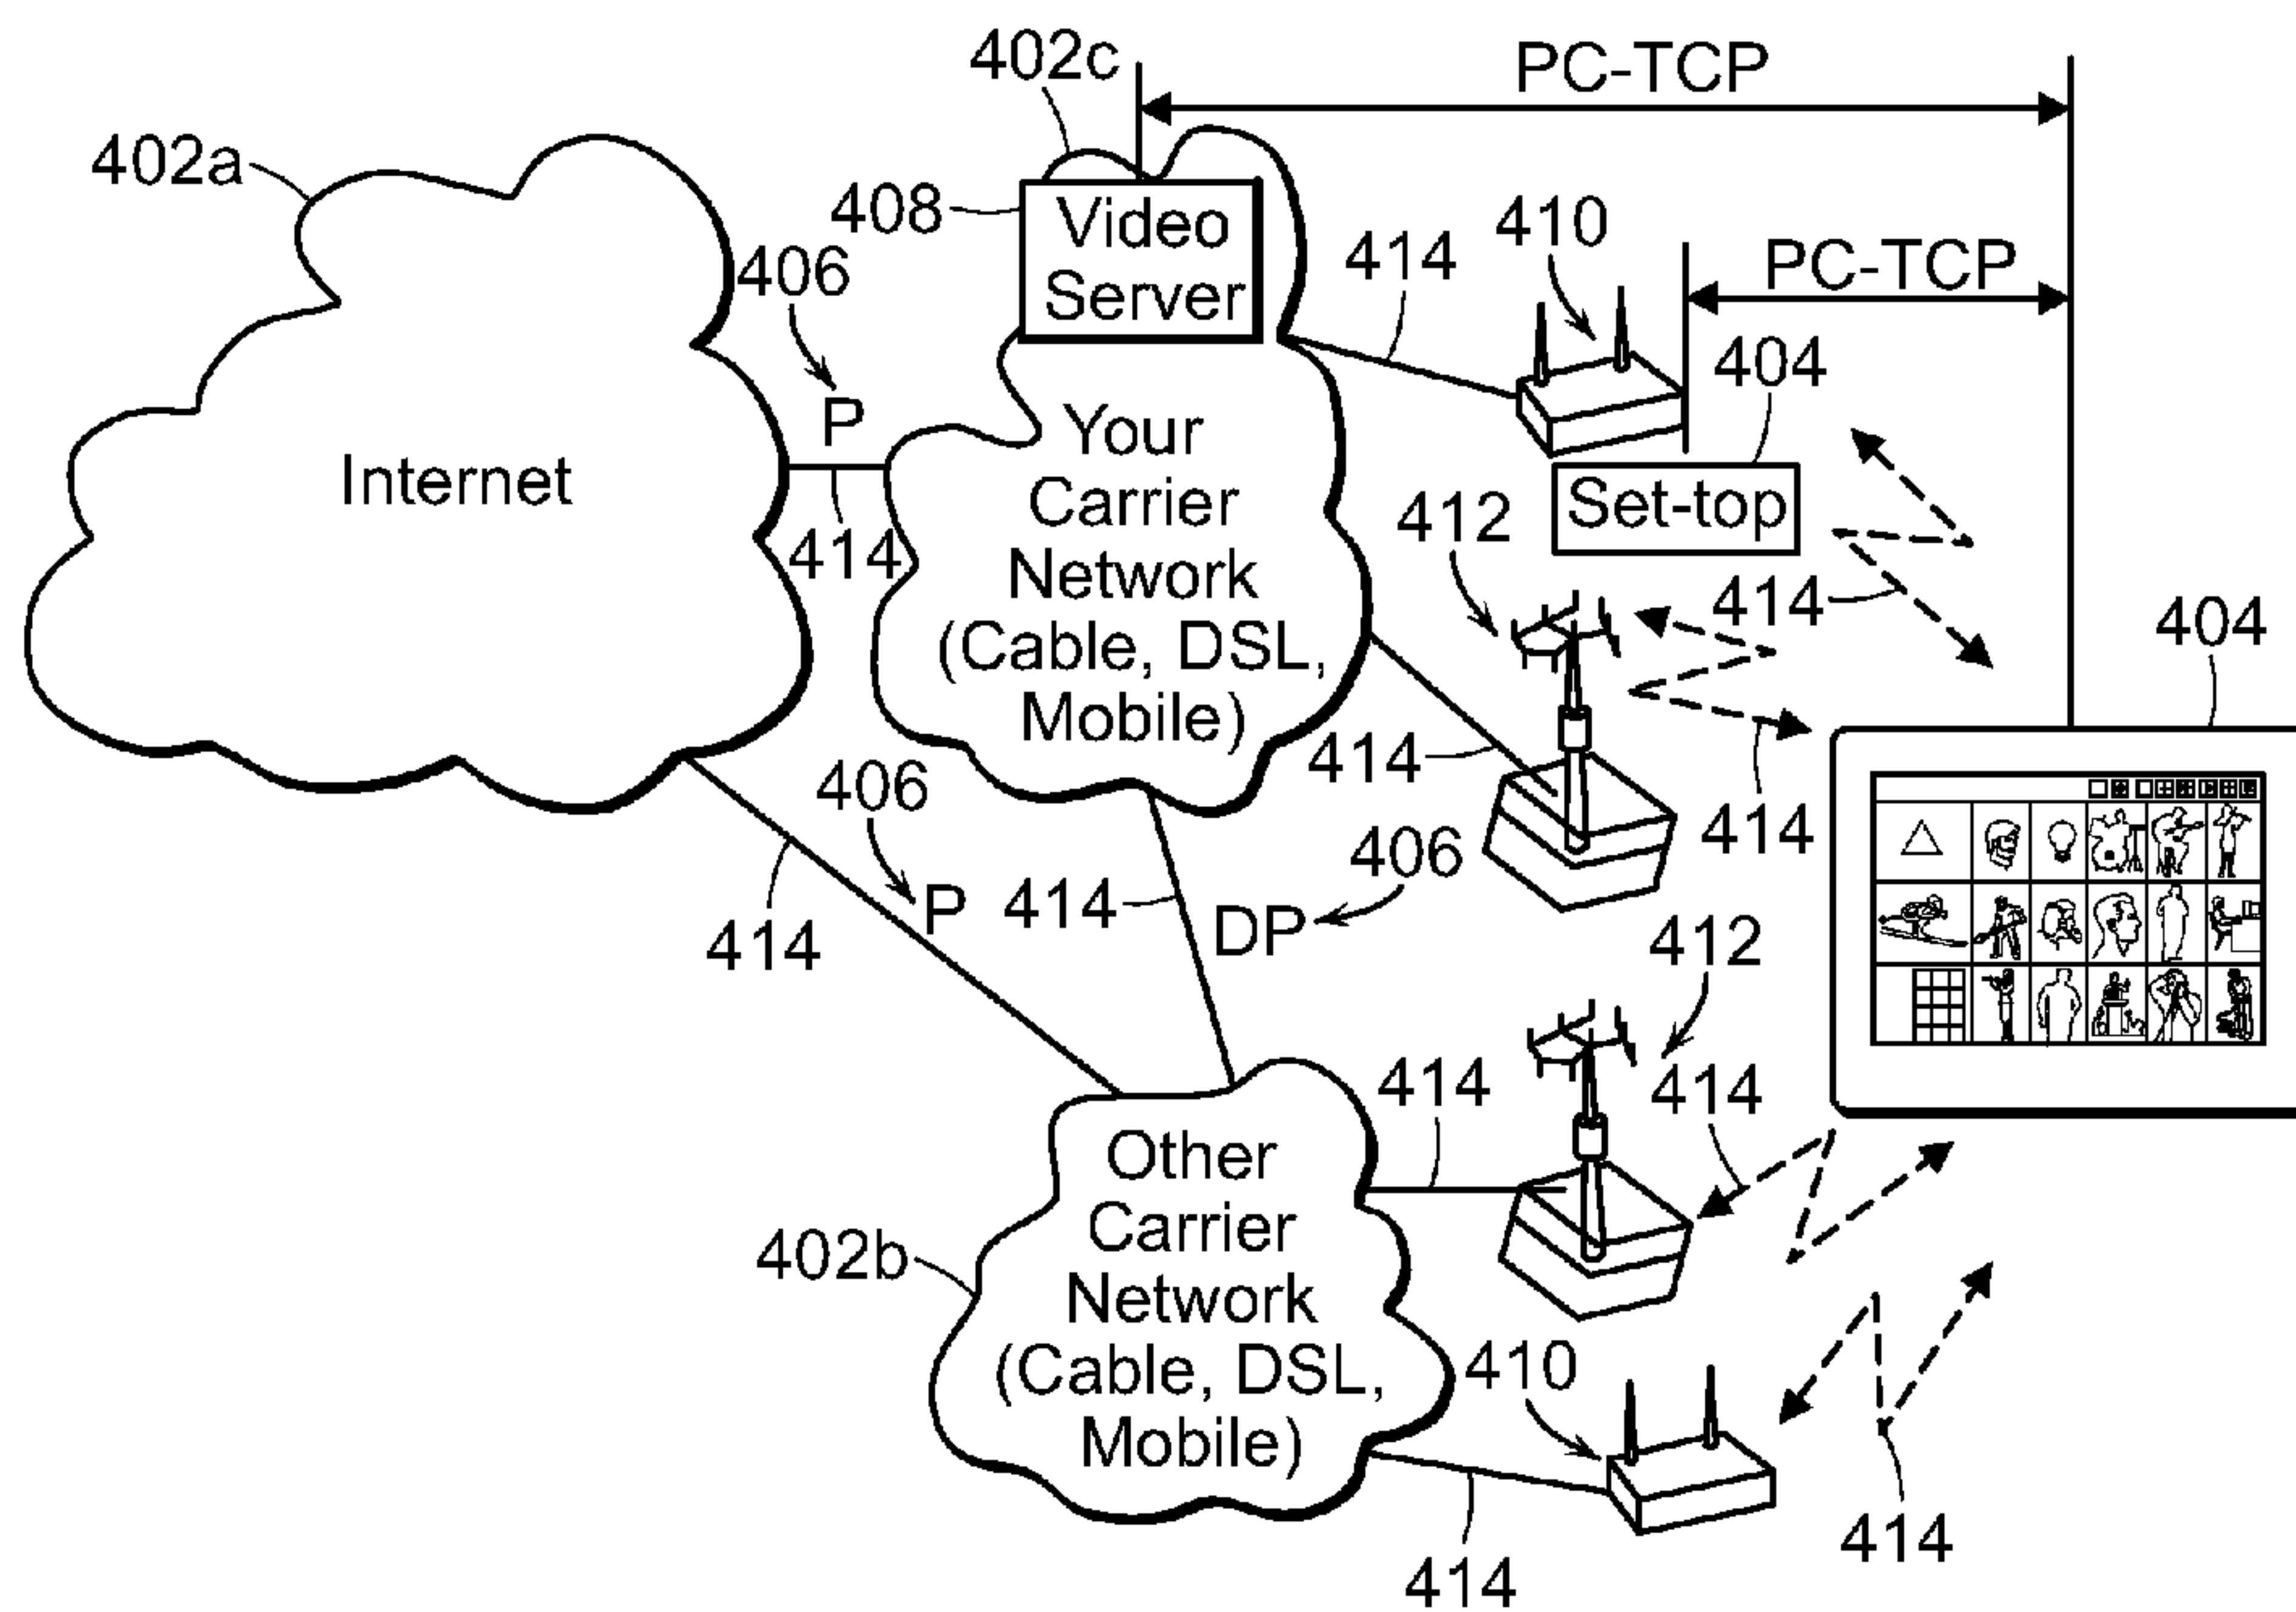 402c
PC-TCP
402a
408
Video
Server
406
414
410
PC-TCP
404
P
Internet
Your
Carrier
Network
(Cable, DSL,
Mobile)
414
412
Set-top
414
404
414
414
406
P
414
414
DP
406
412
414
414
Other
Carrier
Network
(Cable, DSL,
Mobile)
402b
410
414
414